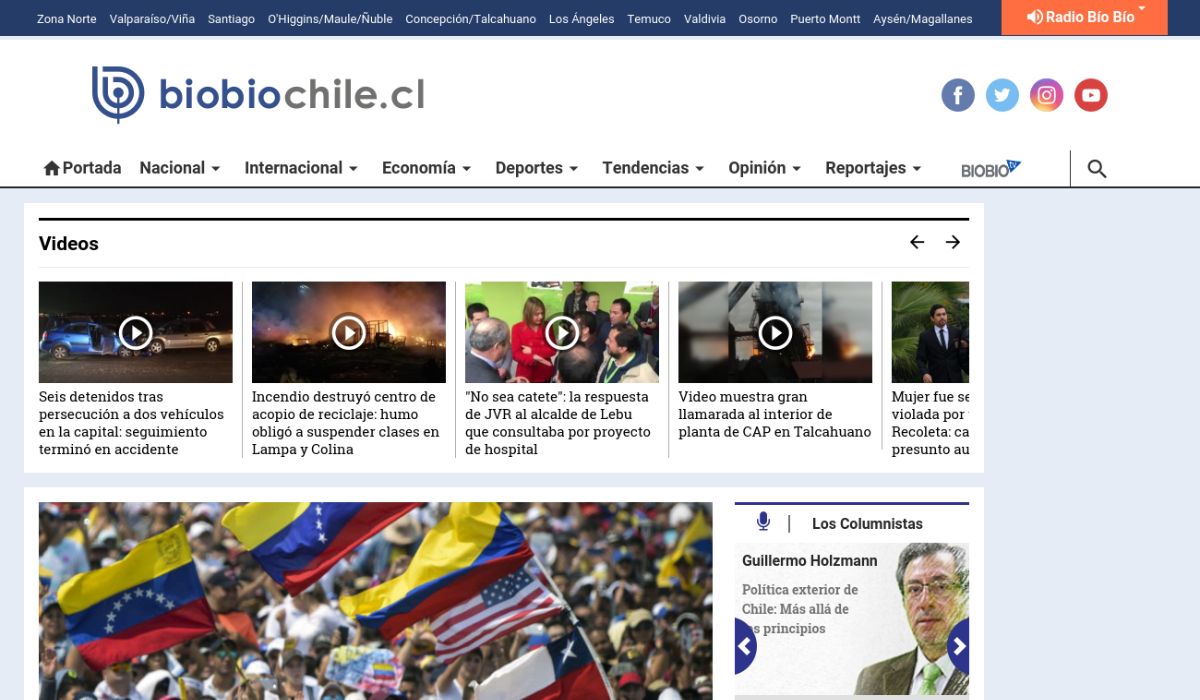 Zona Norte Valparaíso/Viña Santiago O'Higgins/Maule/Ñuble Concepción/Talcahuano Los Ángeles Temuco Valdivia Osorno Puerto Montt Aysén/Magallanes Radio Bío Bío
biobiochile.cl
Portada Nacional Internacional Economía Deportes Tendencias Opinión Reportajes BIOBIO TV
Videos
Seis detenidos tras
persecución a dos vehículos
en la capital: seguimiento
terminó en accidente
Incendio destruyó centro de
acopio de reciclaje: humo
obligó a suspender clases en
Lampa y Colina
"No sea catete": la respuesta
de JVR al alcalde de Lebu
que consultaba por proyecto
de hospital
Video muestra gran
llamarada al interior de
planta de CAP en Talcahuano
Mujer fue se
violada por
Recoleta: ca
presunto au
Los Columnistas
Guillermo Holzmann
Política exterior de
Chile: Más allá de
principios